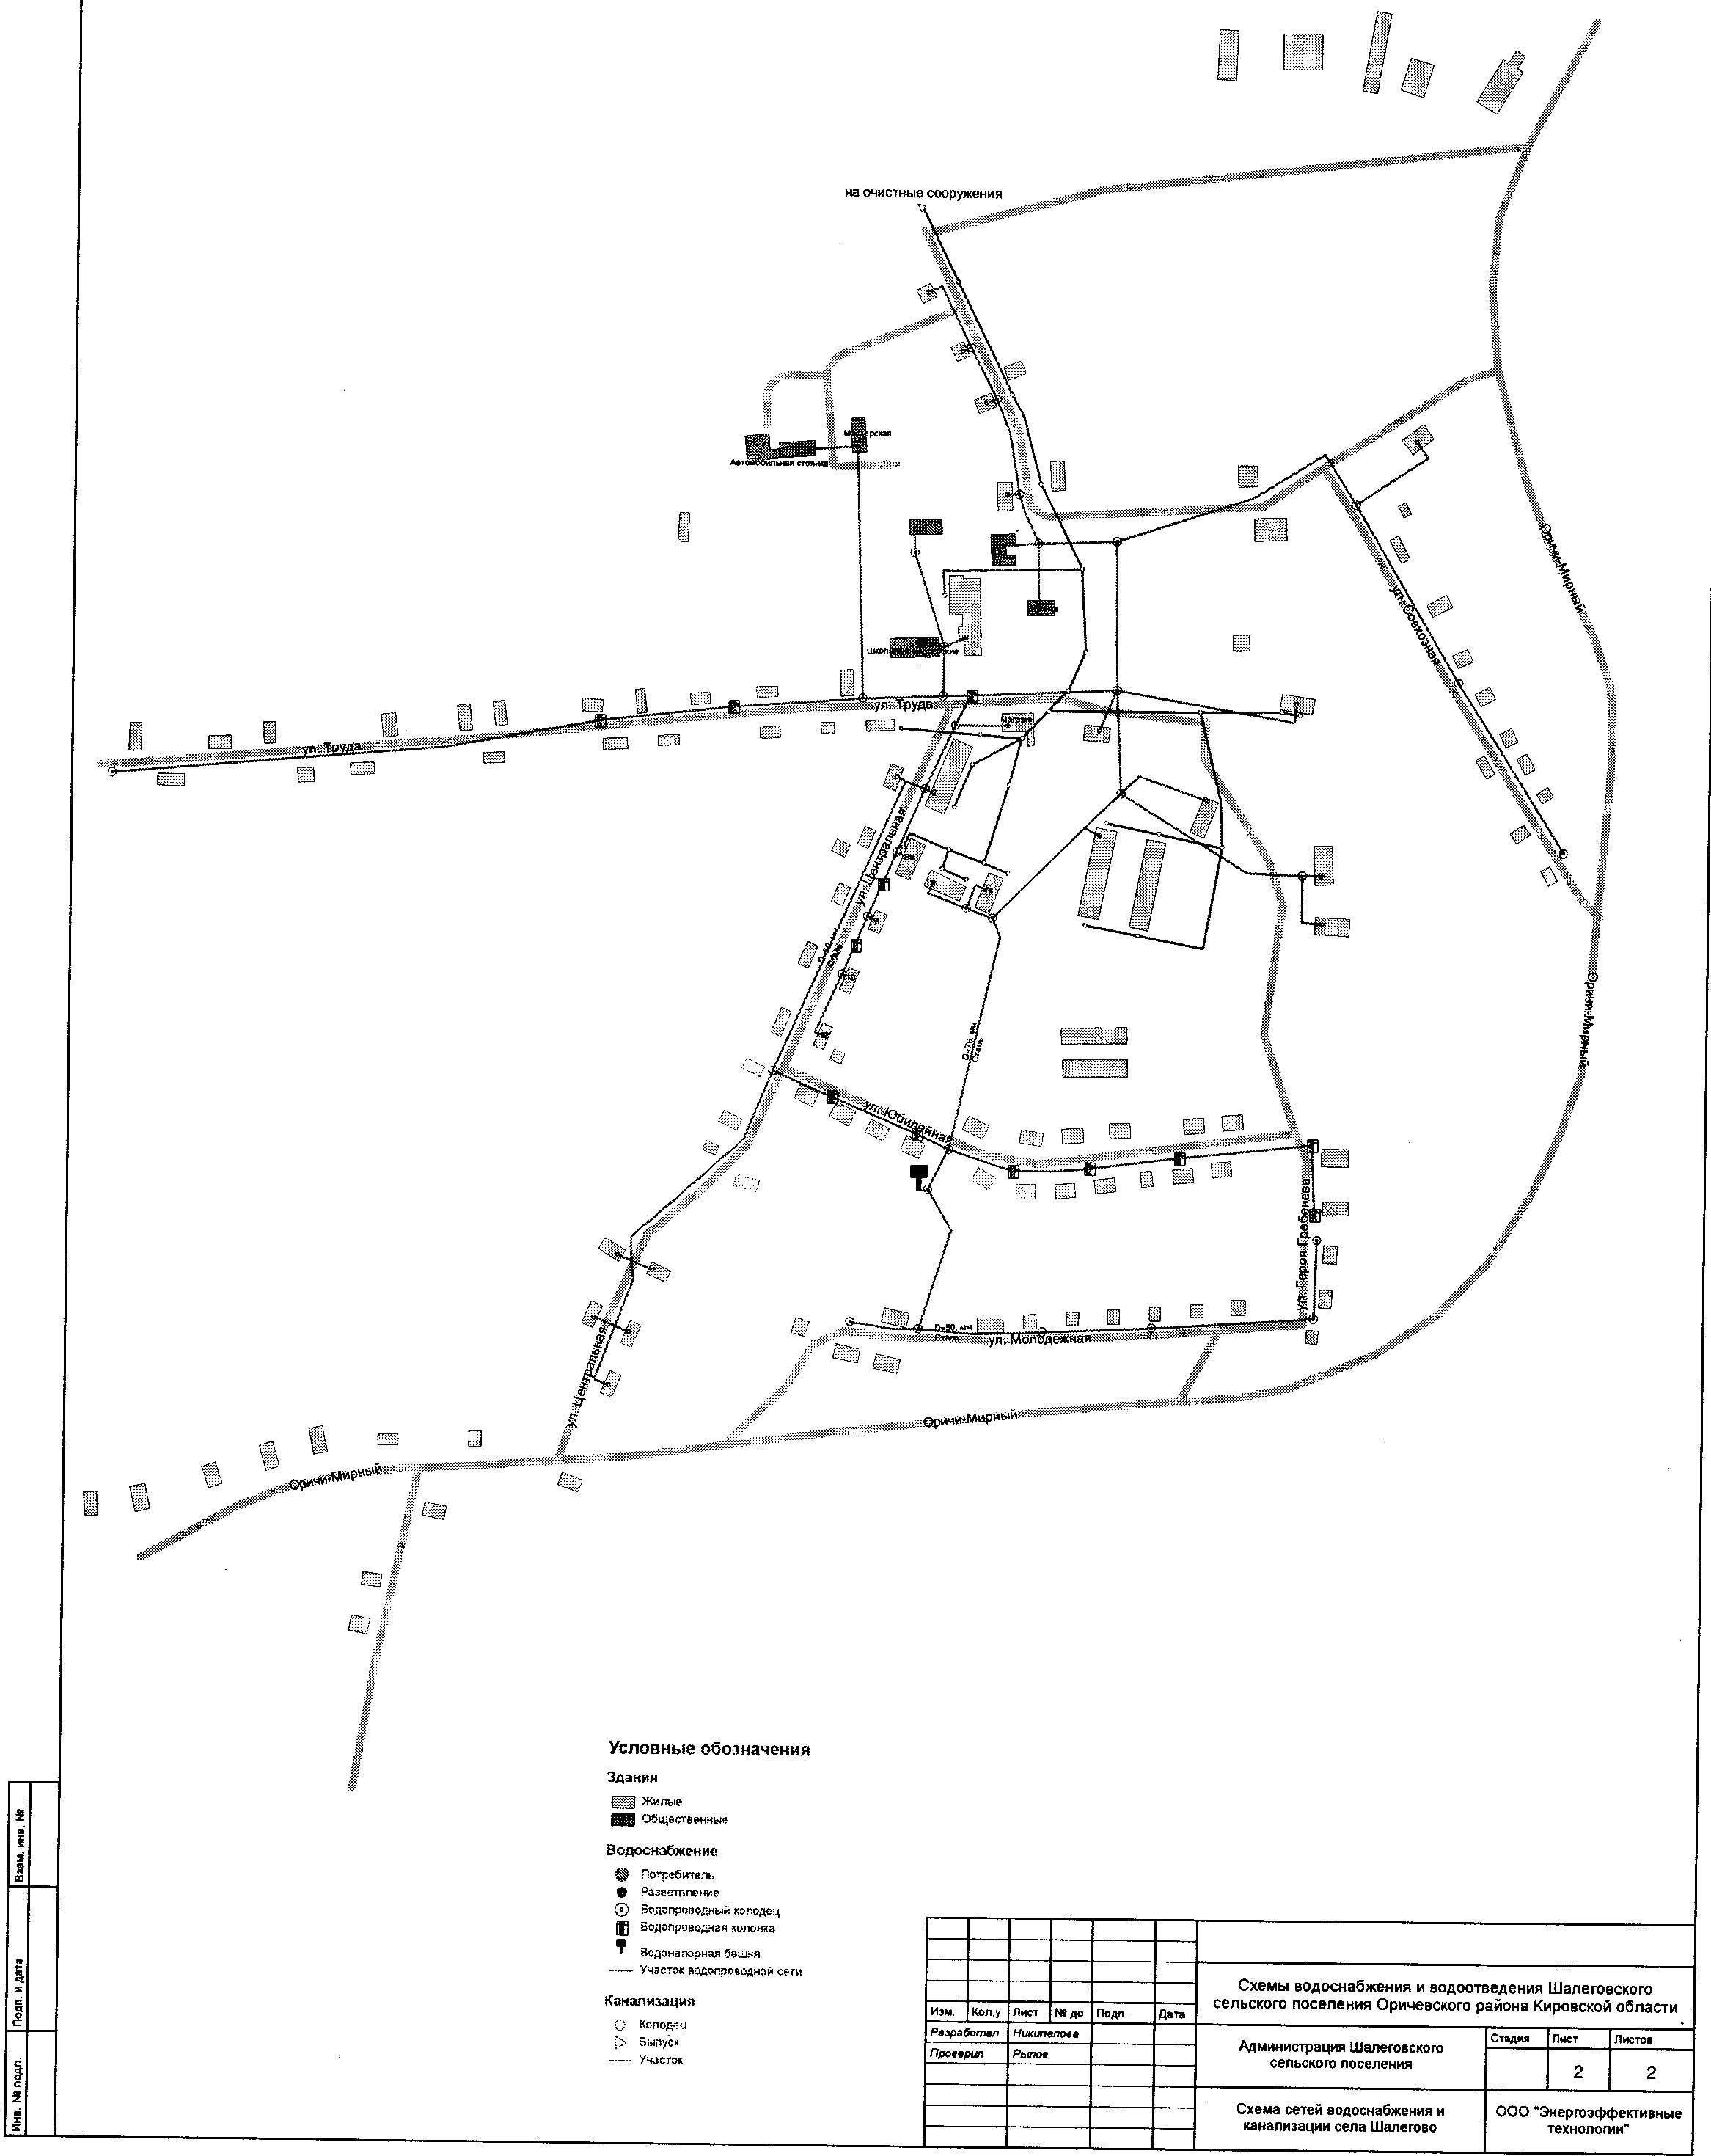 на очистные сооружения
Мастерская
Автомобильная стоянка
Оричи-Мирный
ул. Совхозная
ул. Труда
ул. Труда
Магазин
ул. Центральная
D=50, мм
Сталь
Оричи-Мирный
D=76, мм
Сталь
ул. Юбилейная
ул. Героя Гребенева
D=50, мм
Сталь
ул. Молодежная
ул. Центральная
Оричи-Мирный
Оричи-Мирный
Условные обозначения
Здания
Жилые
Общественные
Водоснабжение
Потребитель
Разветвление
Водопроводный колодец
Водопроводная колонка
Водонапорная башня
Участок водопроводной сети
Канализация
Колодец
Выпуск
Участок
Взам. инв. №
Подп. и дата
Инв. № подл.
Схемы водоснабжения и водоотведения Шалеговского
сельского поселения Оричевского района Кировской области
Изм. Кол.у Лист № до Подп. Дата
Разработал Никипелова
Проверил Рылов
Администрация Шалеговского
сельского поселения
Стадия Лист Листов
2 2
Схема сетей водоснабжения и
канализации села Шалегово
ООО "Энергоэффективные
технологии"